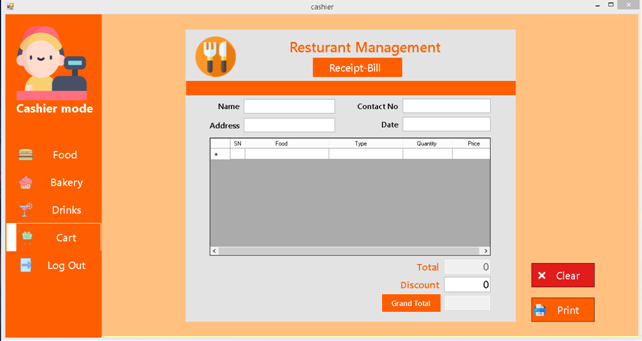 cashier
Cashier mode
Food
Bakery
Drinks
Cart
Log Out
Resturant Management
Receipt-Bill
Name
Contact No
Address
Date
SN Food Type Quantity Price
Total 0
Discount 0
Grand Total
Clear
Print